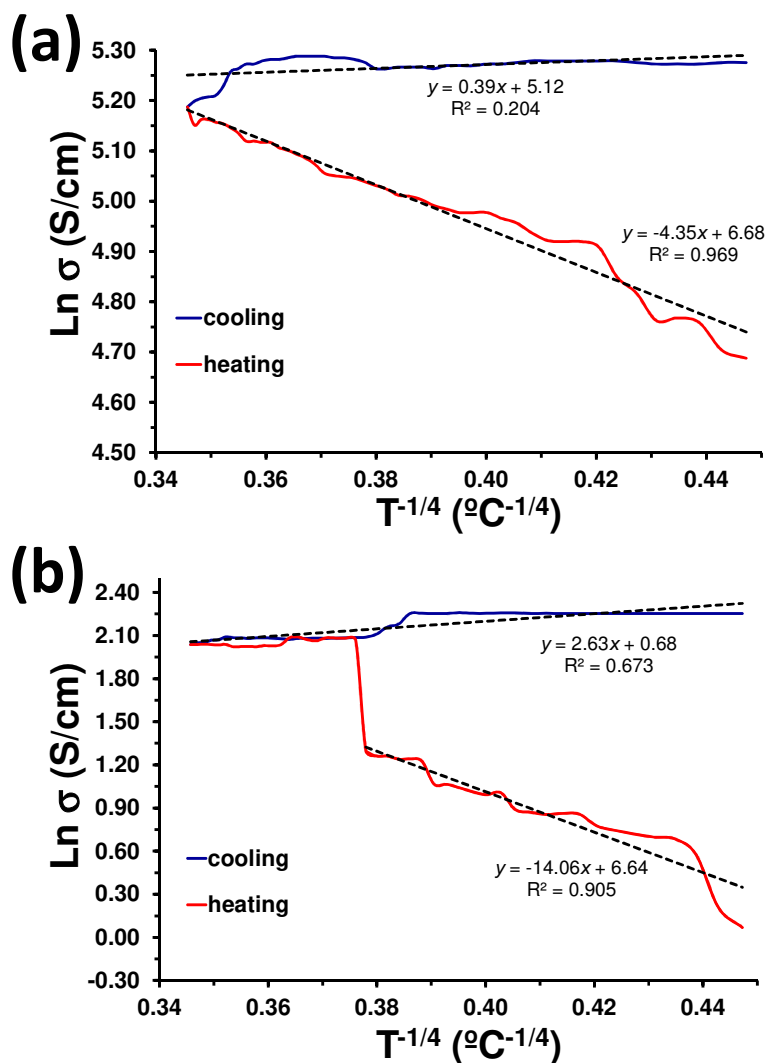 (a)
5.30
5.20
5.10
5.00
4.90
4.80
4.70
4.60
4.50
Ln σ (S/cm)
y = 0.39x + 5.12
R² = 0.204
y = -4.35x + 6.68
R² = 0.969
cooling
heating
0.34 0.36 0.38 0.40 0.42 0.44
T-1/4 (ºC-1/4)
(b)
2.40
2.10
1.80
1.50
1.20
0.90
0.60
0.30
0.00
-0.30
Ln σ (S/cm)
y = 2.63x + 0.68
R² = 0.673
cooling
heating
y = -14.06x + 6.64
R² = 0.905
0.34 0.36 0.38 0.40 0.42 0.44
T-1/4 (ºC-1/4)